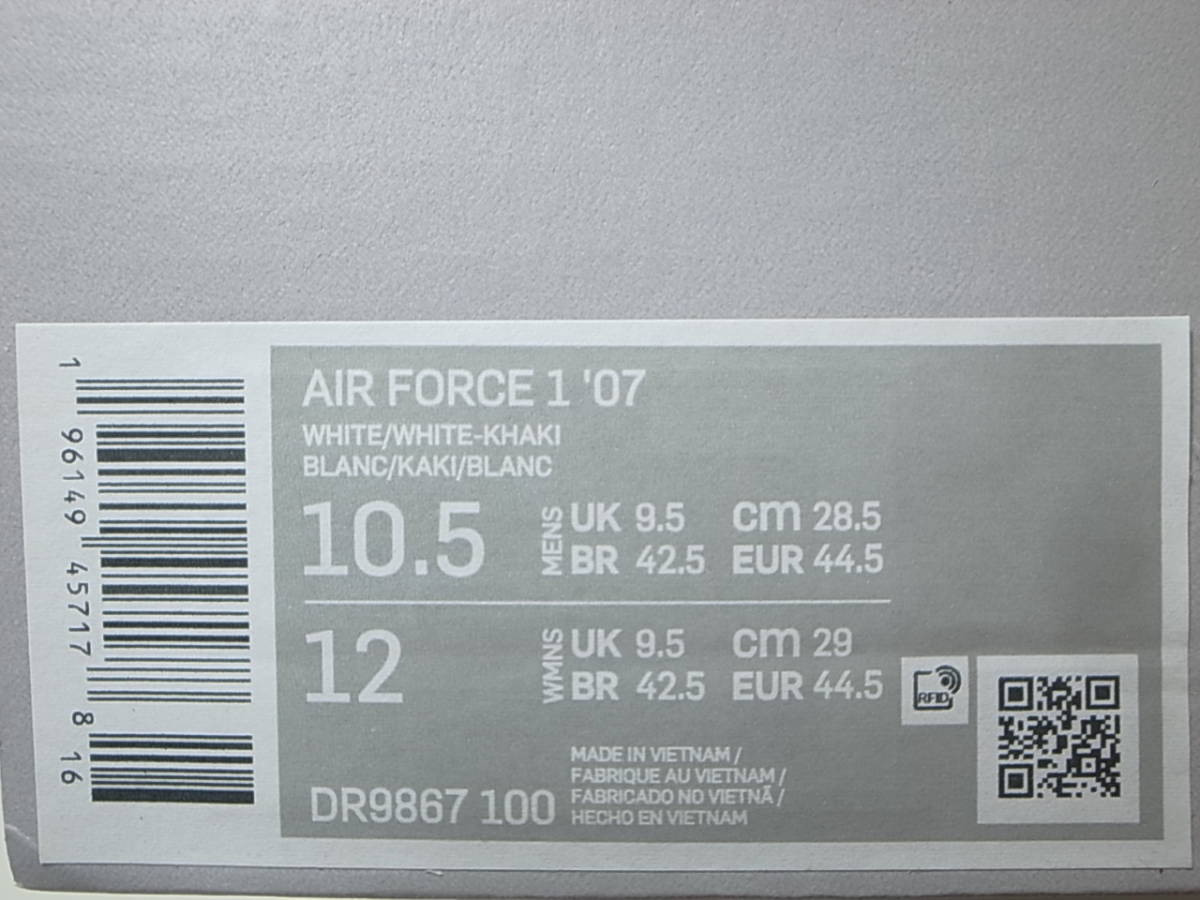 1 96149 45717 8 16
AIR FORCE 1 '07
WHITE/WHITE-KHAKI
BLANC/KAKI/BLANC
10.5 MENS UK 9.5 cm 28.5
BR 42.5 EUR 44.5
12 WMNS UK 9.5 cm 29
BR 42.5 EUR 44.5
RFID
MADE IN VIETNAM /
FABRIQUE AU VIETNAM /
FABRICADO NO VIETNÃ /
HECHO EN VIETNAM
DR9867 100